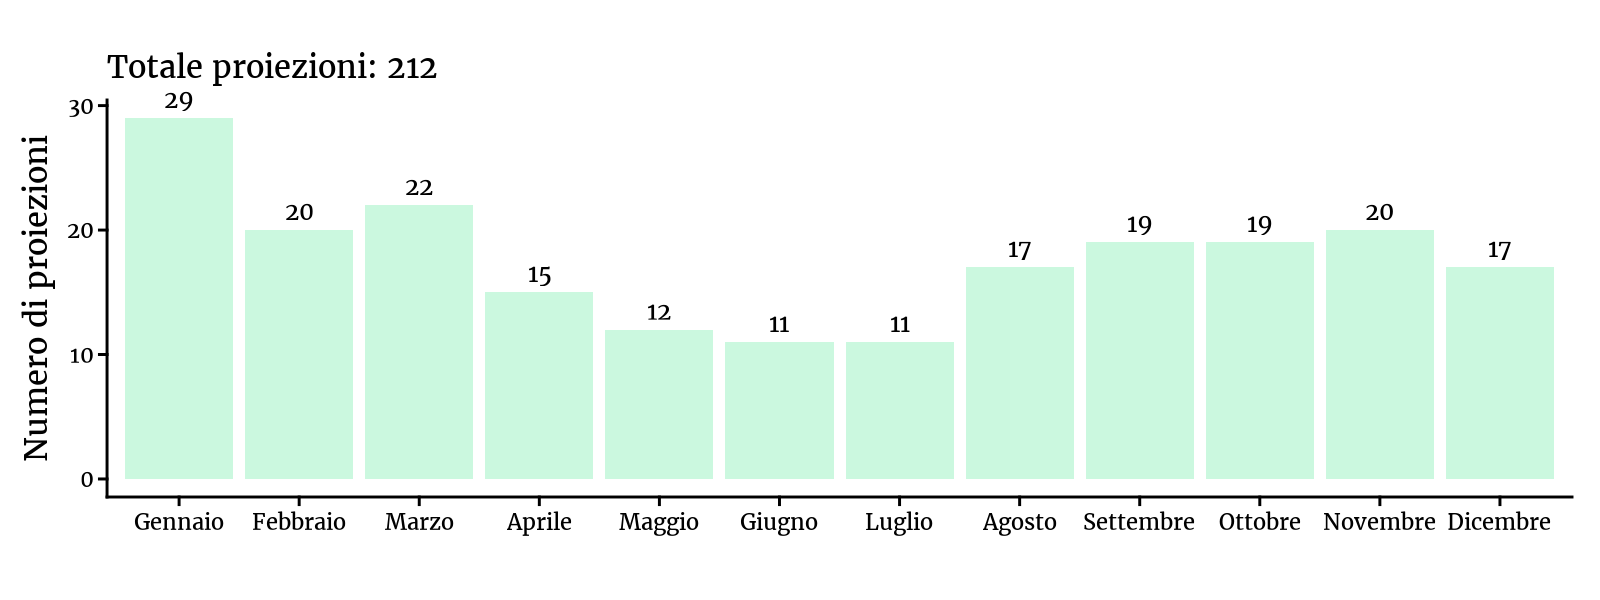 Totale proiezioni: 212
Numero di proiezioni
30
20
10
0
29
20
22
15
12
11
11
17
19
19
20
17
Gennaio
Febbraio
Marzo
Aprile
Maggio
Giugno
Luglio
Agosto
Settembre
Ottobre
Novembre
Dicembre